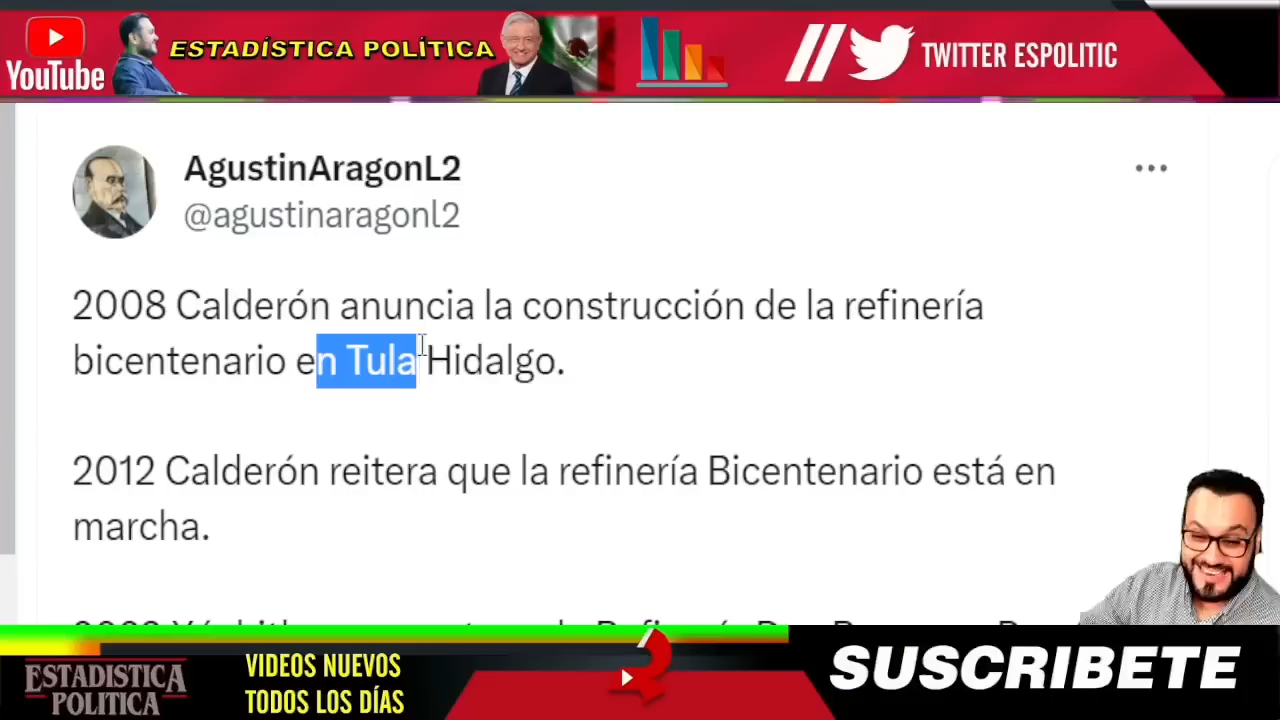 YouTube
ESTADÍSTICA POLÍTICA
TWITTER ESPOLITIC
AgustinAragonL2
@agustinaragonl2
2008 Calderón anuncia la construcción de la refinería
bicentenario en Tula Hidalgo.
2012 Calderón reitera que la refinería Bicentenario está en
marcha.
ESTADISTICA
POLÍTICA
VIDEOS NUEVOS
TODOS LOS DÍAS
SUSCRIBETE